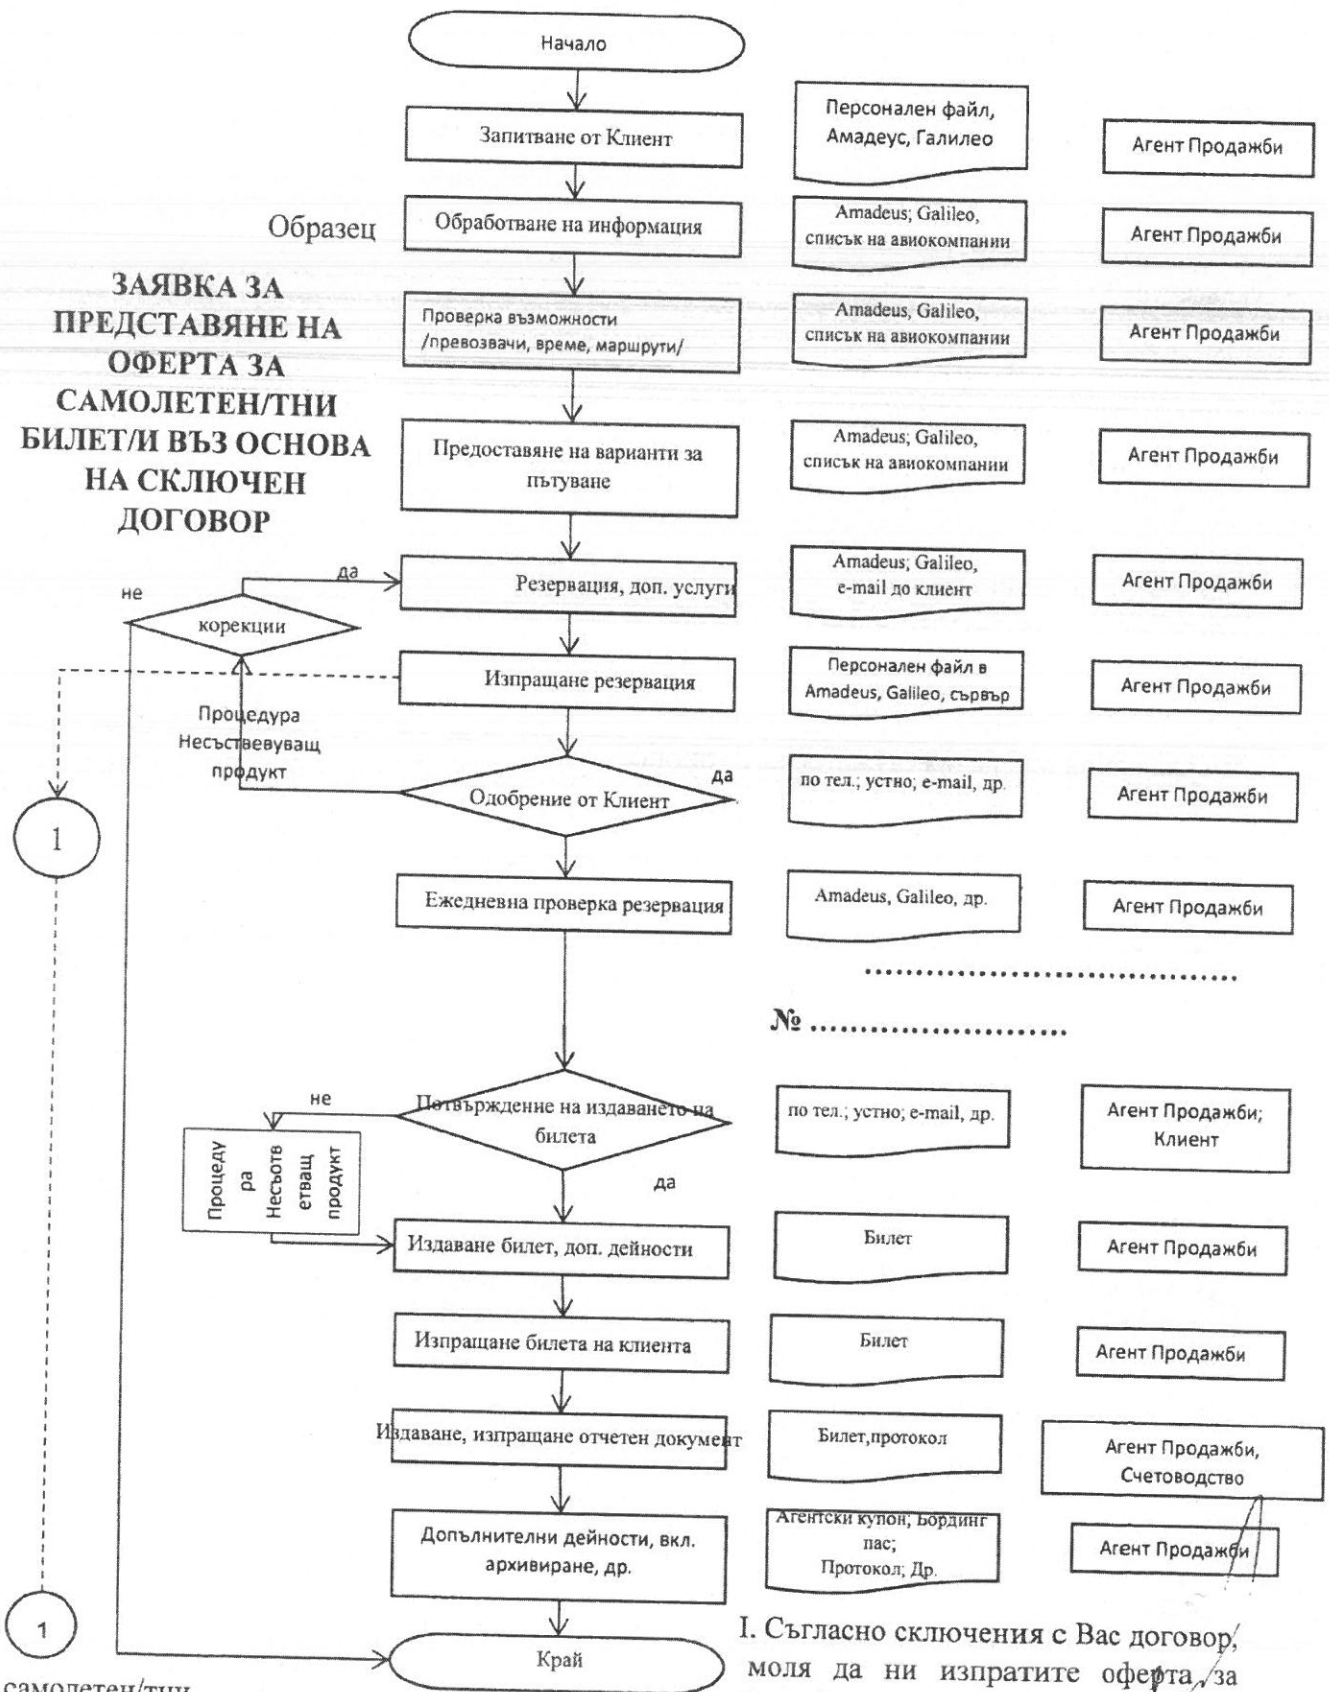 Начало
Запитване от Клиент
Персонален файл,
Амадеус, Галилео
Агент Продажби
Образец
Обработване на информация
Amadeus; Galileo,
списък на авиокомпании
Агент Продажби
ЗАЯВКА ЗА
ПРЕДСТАВЯНЕ НА
ОФЕРТА ЗА
САМОЛЕТЕН/ТНИ
БИЛЕТ/И ВЪЗ ОСНОВА
НА СКЛЮЧЕН
ДОГОВОР
Проверка възможности
/превозвачи, време, маршрути/
Amadeus, Galileo,
списък на авиокомпании
Агент Продажби
Предоставяне на варианти за
пътуване
Amadeus; Galileo,
списък на авиокомпании
Агент Продажби
да
не
корекции
Резервация, доп. услуги
Amadeus; Galileo,
e-mail до клиент
Агент Продажби
Изпращане резервация
Персонален файл в
Amadeus, Galileo, сървър
Агент Продажби
Процедура
Несъствевуващ
продукт
Одобрение от Клиент
да
по тел.; устно; e-mail, др.
Агент Продажби
1
Ежедневна проверка резервация
Amadeus, Galileo, др.
Агент Продажби
.......................................
№ ...........................
не
Потвърждение на издаването на
билета
да
по тел.; устно; e-mail, др.
Агент Продажби;
Клиент
Процеду
ра
Несъотв
етващ
продукт
Издаване билет, доп. дейности
Билет
Агент Продажби
Изпращане билета на клиента
Билет
Агент Продажби
Издаване, изпращане отчетен документ
Билет,протокол
Агент Продажби,
Счетоводство
Допълнителни дейности, вкл.
архивиране, др.
Агентски купон; Бординг
пас;
Протокол; Др.
Агент Продажби
1
Край
I. Съгласно сключения с Вас договор,
моля да ни изпратите оферта за
самолетен/тни